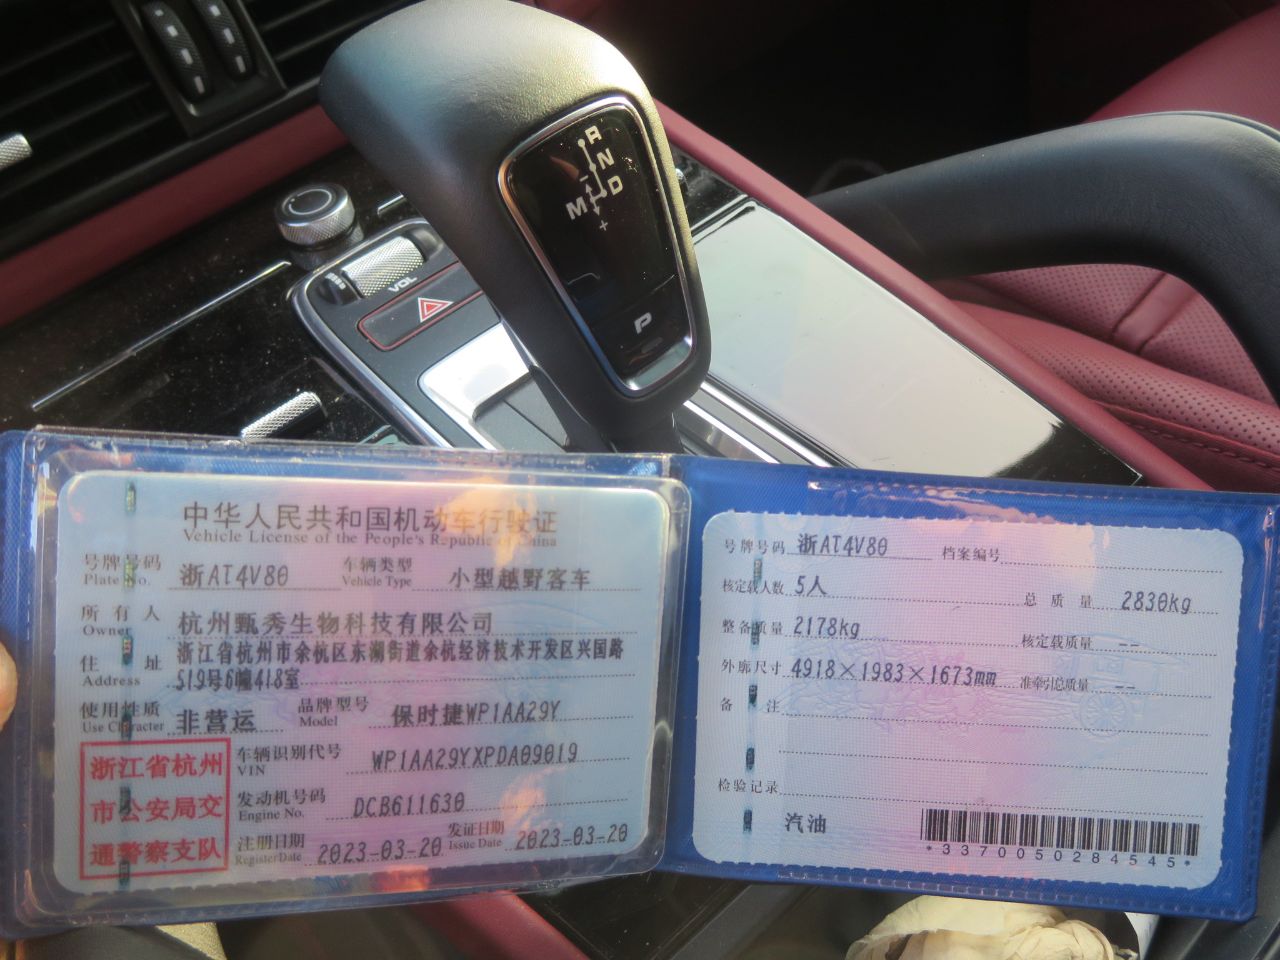 R
N
D
M
+
P
VOL
中华人民共和国机动车行驶证
Vehicle License of the People's Republic of China
号牌号码 浙AT4V80 车辆类型 小型越野客车
Plate No. Vehicle Type
所有人 杭州甄秀生物科技有限公司
Owner
住址 浙江省杭州市余杭区东湖街道余杭经济技术开发区兴国路
Address 519号6幢418室
使用性质 非营运 品牌型号 保时捷WP1AA29Y
Use Character Model
浙江省杭州
市公安局交
通警察支队
车辆识别代号 WP1AA29YXPDA09019
VIN
发动机号码 DCB611630
Engine No.
注册日期 2023-03-20 发证日期 2023-03-20
Register Date Issue Date
号牌号码 浙AT4V80 档案编号
核定载人数 5人 总质量 2830kg
整备质量 2178kg 核定载质量 --
外廓尺寸 4918×1983×1673mm 准牵引总质量 --
备注
检验记录
汽油
*3370050284545*